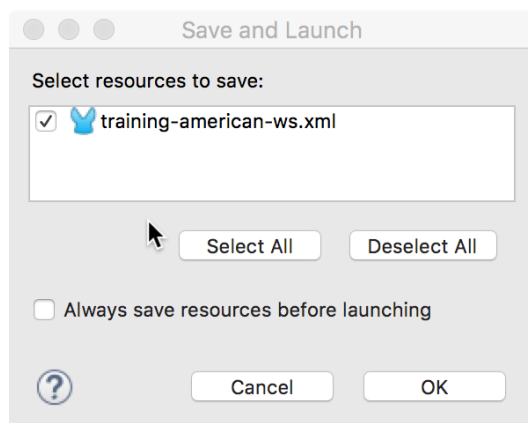 Save and Launch
Select resources to save:
training-american-ws.xml
Select All Deselect All
Always save resources before launching
? Cancel OK